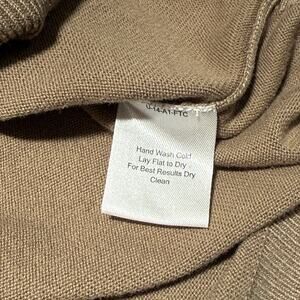 Hand Wash Cold
Lay Flat to Dry
For Best Results Dry
Clean